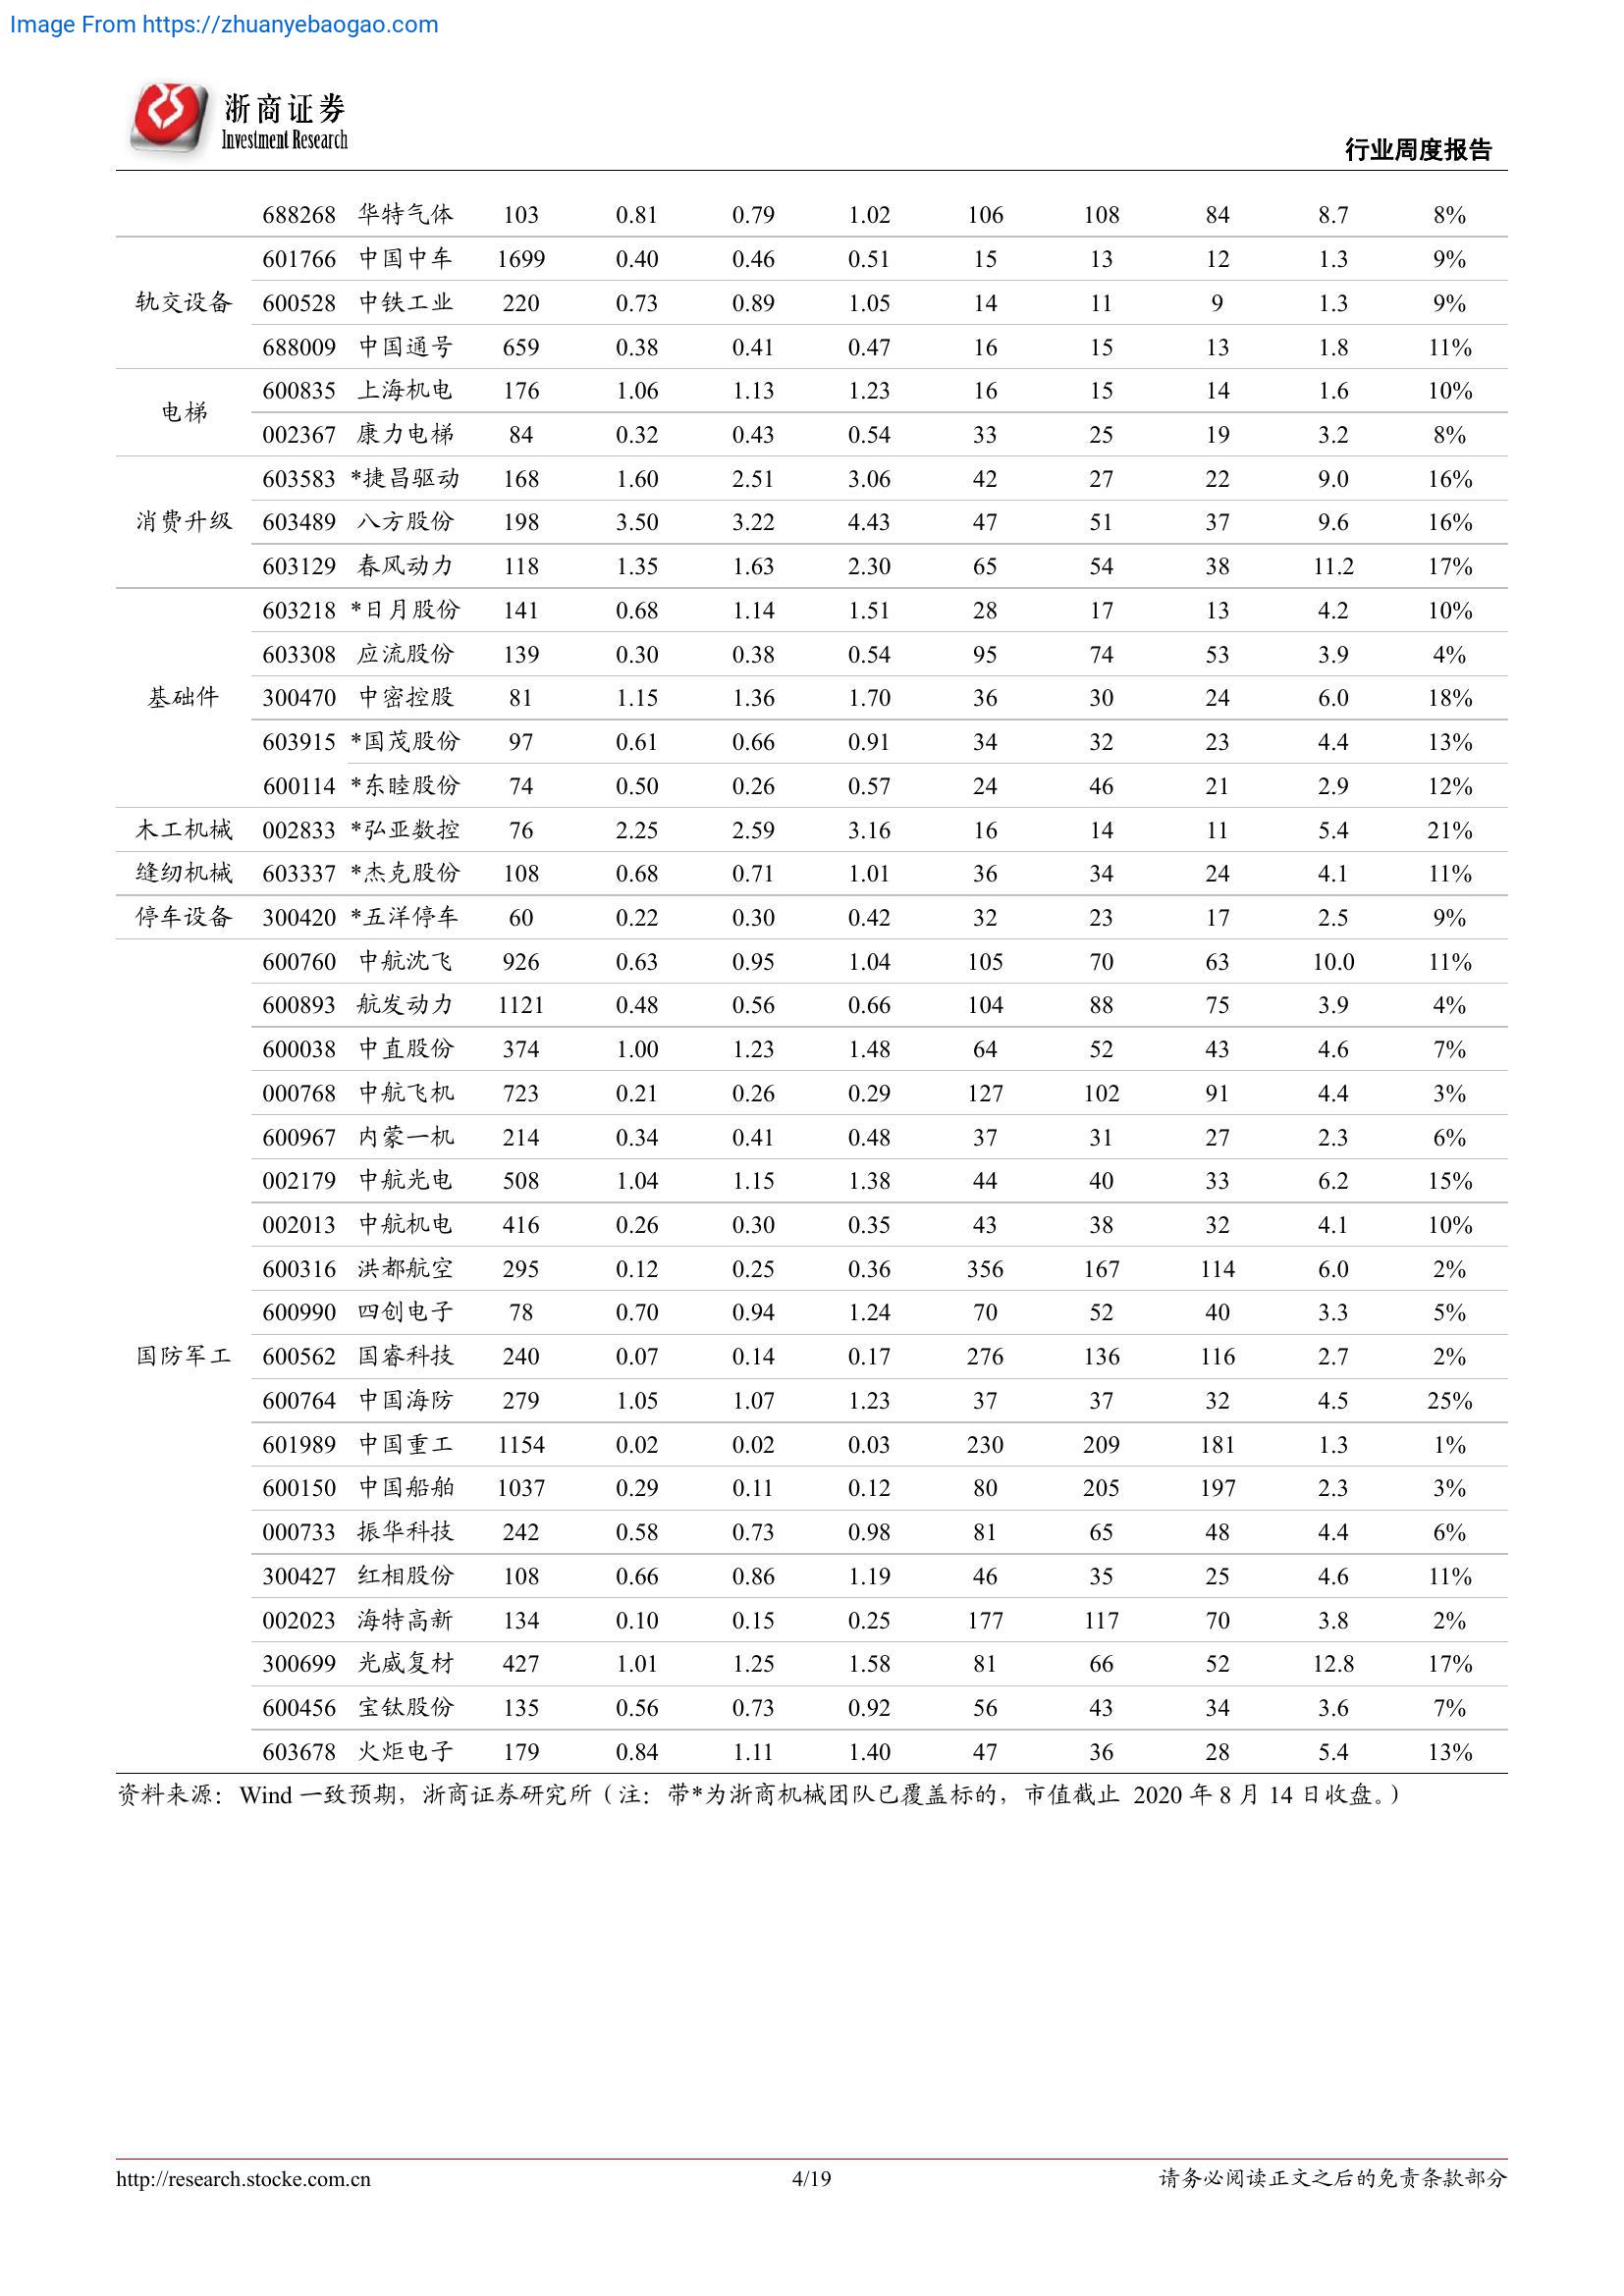 Image From https://zhuanyebaogao.com
浙商证券
Investment Research
行业周度报告
688268 华特气体 103 0.81 0.79 1.02 106 108 84 8.7 8%
601766 中国中车 1699 0.40 0.46 0.51 15 13 12 1.3 9%
轨交设备 600528 中铁工业 220 0.73 0.89 1.05 14 11 9 1.3 9%
688009 中国通号 659 0.38 0.41 0.47 16 15 13 1.8 11%
600835 上海机电 176 1.06 1.13 1.23 16 15 14 1.6 10%
电梯
002367 康力电梯 84 0.32 0.43 0.54 33 25 19 3.2 8%
603583 *捷昌驱动 168 1.60 2.51 3.06 42 27 22 9.0 16%
消费升级 603489 八方股份 198 3.50 3.22 4.43 47 51 37 9.6 16%
603129 春风动力 118 1.35 1.63 2.30 65 54 38 11.2 17%
603218 *日月股份 141 0.68 1.14 1.51 28 17 13 4.2 10%
603308 应流股份 139 0.30 0.38 0.54 95 74 53 3.9 4%
基础件 300470 中密控股 81 1.15 1.36 1.70 36 30 24 6.0 18%
603915 *国茂股份 97 0.61 0.66 0.91 34 32 23 4.4 13%
600114 *东睦股份 74 0.50 0.26 0.57 24 46 21 2.9 12%
木工机械 002833 *弘亚数控 76 2.25 2.59 3.16 16 14 11 5.4 21%
缝纫机械 603337 *杰克股份 108 0.68 0.71 1.01 36 34 24 4.1 11%
停车设备 300420 *五洋停车 60 0.22 0.30 0.42 32 23 17 2.5 9%
600760 中航沈飞 926 0.63 0.95 1.04 105 70 63 10.0 11%
600893 航发动力 1121 0.48 0.56 0.66 104 88 75 3.9 4%
600038 中直股份 374 1.00 1.23 1.48 64 52 43 4.6 7%
000768 中航飞机 723 0.21 0.26 0.29 127 102 91 4.4 3%
600967 内蒙一机 214 0.34 0.41 0.48 37 31 27 2.3 6%
002179 中航光电 508 1.04 1.15 1.38 44 40 33 6.2 15%
002013 中航机电 416 0.26 0.30 0.35 43 38 32 4.1 10%
600316 洪都航空 295 0.12 0.25 0.36 356 167 114 6.0 2%
600990 四创电子 78 0.70 0.94 1.24 70 52 40 3.3 5%
国防军工 600562 国睿科技 240 0.07 0.14 0.17 276 136 116 2.7 2%
600764 中国海防 279 1.05 1.07 1.23 37 37 32 4.5 25%
601989 中国重工 1154 0.02 0.02 0.03 230 209 181 1.3 1%
600150 中国船舶 1037 0.29 0.11 0.12 80 205 197 2.3 3%
000733 振华科技 242 0.58 0.73 0.98 81 65 48 4.4 6%
300427 红相股份 108 0.66 0.86 1.19 46 35 25 4.6 11%
002023 海特高新 134 0.10 0.15 0.25 177 117 70 3.8 2%
300699 光威复材 427 1.01 1.25 1.58 81 66 52 12.8 17%
600456 宝钛股份 135 0.56 0.73 0.92 56 43 34 3.6 7%
603678 火炬电子 179 0.84 1.11 1.40 47 36 28 5.4 13%
资料来源：Wind 一致预期，浙商证券研究所（注：带*为浙商机械团队已覆盖标的，市值截止 2020 年 8 月 14 日收盘。）
http://research.stocke.com.cn 4/19 请务必阅读正文之后的免责条款部分